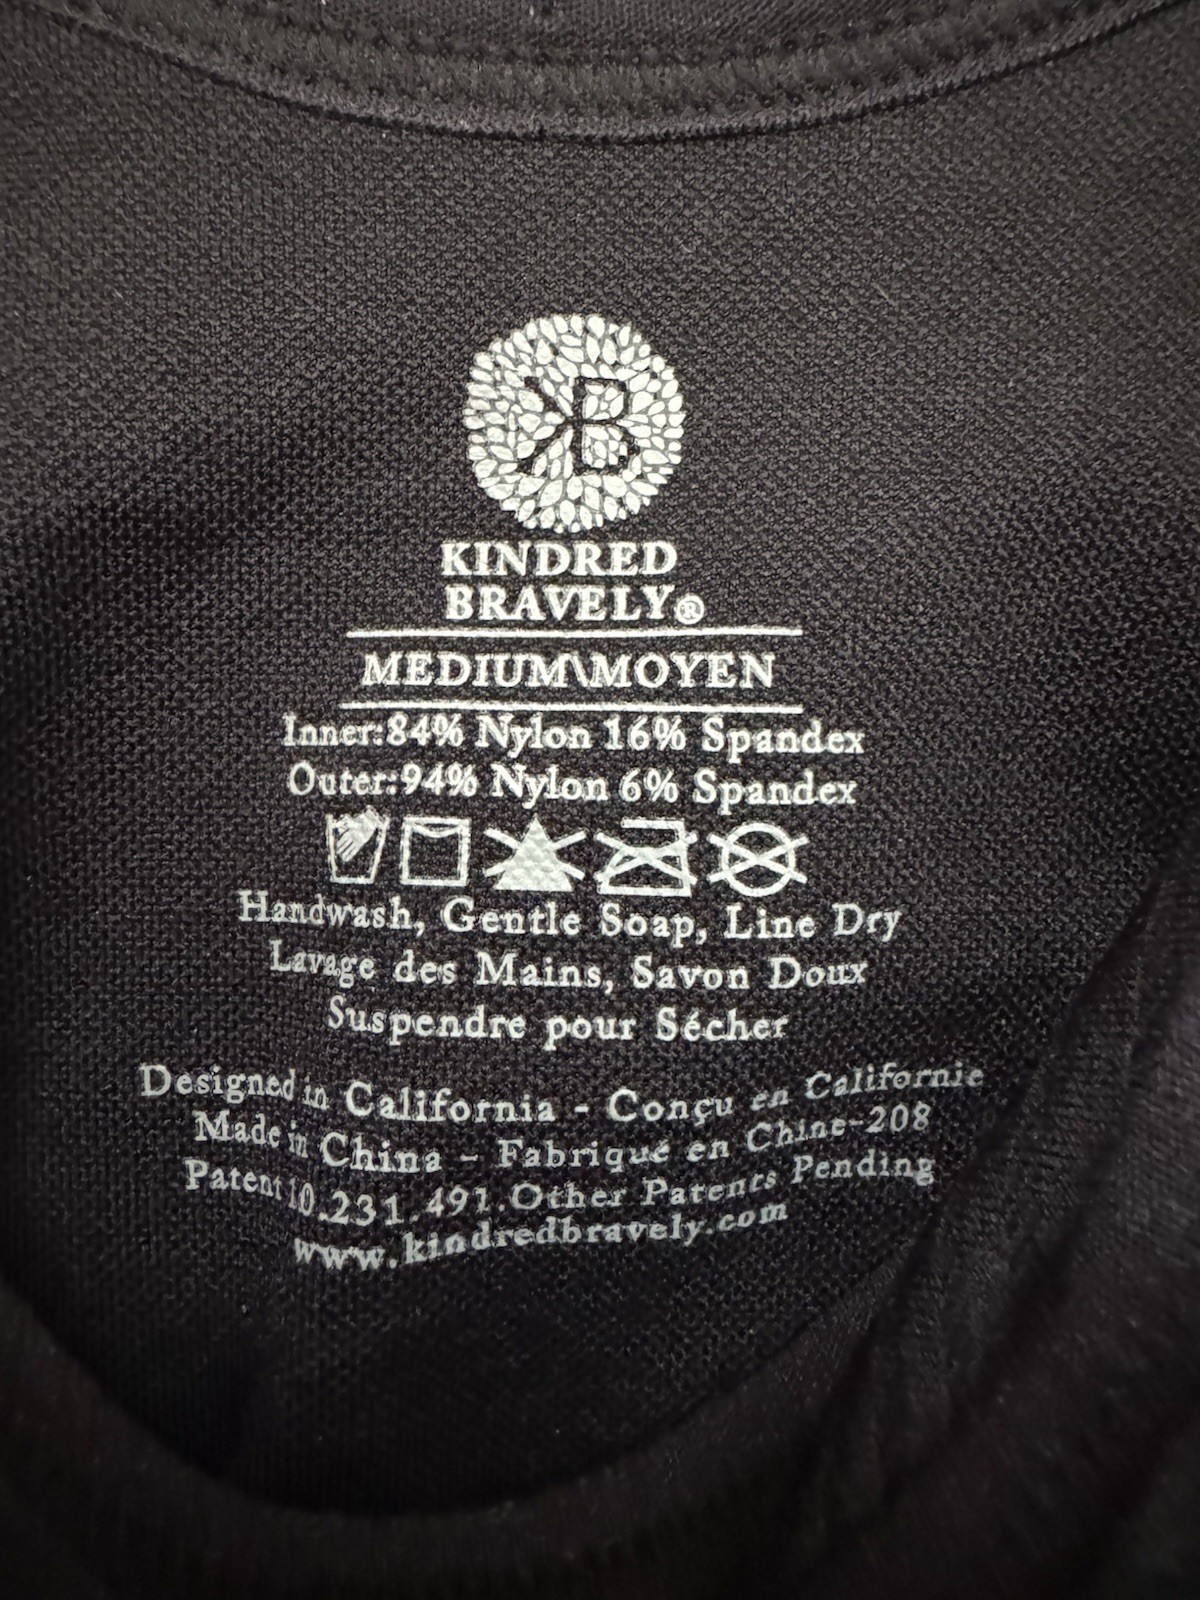 KB
KINDRED
BRAVELY®
MEDIUM\MOYEN
Inner:84% Nylon 16% Spandex
Outer:94% Nylon 6% Spandex
Handwash, Gentle Soap, Line Dry
Lavage des Mains, Savon Doux
Suspendre pour Sécher
Designed in California - Conçu en Californie
Made in China - Fabriqué en Chine-208
Patent 10.231.491.Other Patents Pending
www.kindredbravely.com